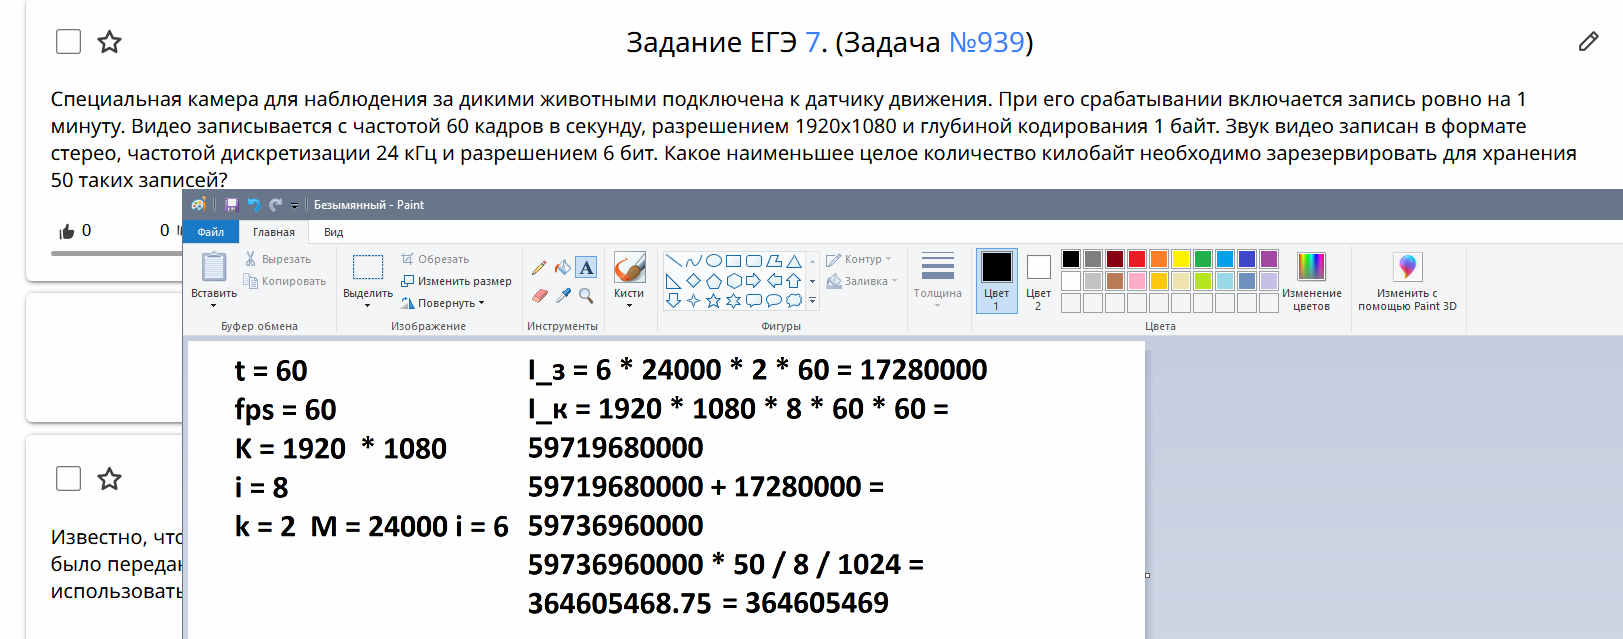 Задание ЕГЭ 7. (Задача №939)
Специальная камера для наблюдения за дикими животными подключена к датчику движения. При его срабатывании включается запись ровно на 1
минуту. Видео записывается с частотой 60 кадров в секунду, разрешением 1920x1080 и глубиной кодирования 1 байт. Звук видео записан в формате
стерео, частотой дискретизации 24 кГц и разрешением 6 бит. Какое наименьшее целое количество килобайт необходимо зарезервировать для хранения
50 таких записей?
0 0
Безымянный - Paint
Файл Главная Вид
Вставить
Вырезать
Копировать
Буфер обмена
Выделить
Обрезать
Изменить размер
Повернуть
Изображение
A
Инструменты
Кисти
Контур
Заливка
Фигуры
Толщина
Цвет 1
Цвет 2
Изменение цветов
Цвета
Изменить с помощью Paint 3D
t = 60
fps = 60
K = 1920 * 1080
i = 8
k = 2 M = 24000 i = 6
I_з = 6 * 24000 * 2 * 60 = 17280000
I_к = 1920 * 1080 * 8 * 60 * 60 =
59719680000
59719680000 + 17280000 =
59736960000
59736960000 * 50 / 8 / 1024 =
364605468.75 = 364605469
Известно,
было
использовать